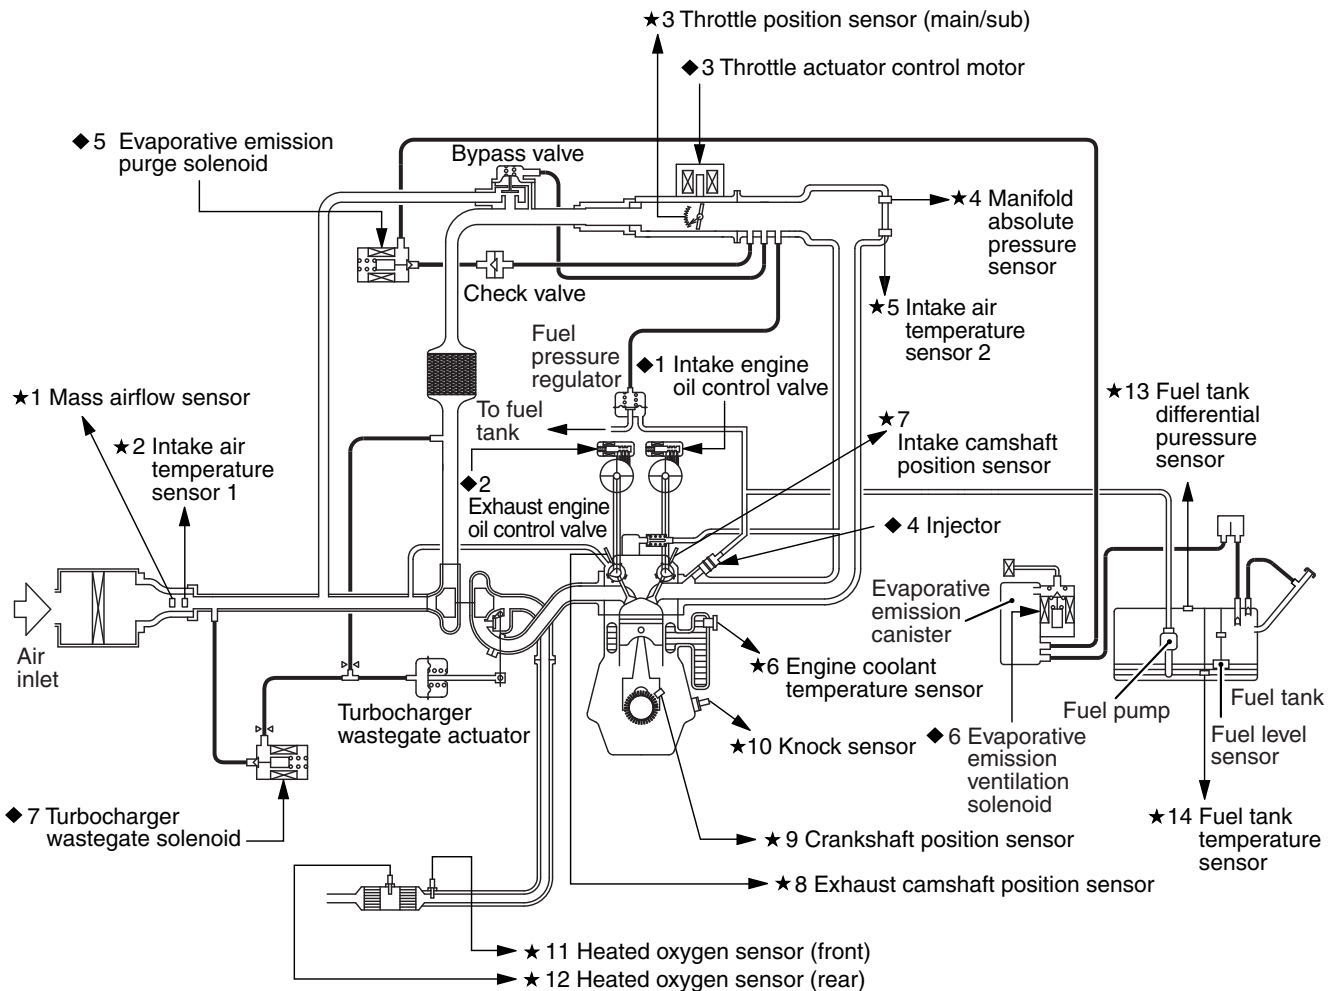 ★3 Throttle position sensor (main/sub)
◆3 Throttle actuator control motor
◆5 Evaporative emission
purge solenoid
Bypass valve
★4 Manifold
absolute
pressure
sensor
Check valve
★5 Intake air
temperature
sensor 2
Fuel
pressure
regulator
◆1 Intake engine
oil control valve
★1 Mass airflow sensor
★2 Intake air
temperature
sensor 1
To fuel
tank
★7
Intake camshaft
position sensor
★13 Fuel tank
differential
puressure
sensor
◆2
Exhaust engine
oil control valve
◆4 Injector
Evaporative
emission
canister
Air
inlet
★6 Engine coolant
temperature sensor
Turbocharger
wastegate actuator
★10 Knock sensor
◆6 Evaporative
emission
ventilation
solenoid
Fuel pump
Fuel tank
Fuel level
sensor
◆7 Turbocharger
wastegate solenoid
★14 Fuel tank
temperature
sensor
★9 Crankshaft position sensor
★8 Exhaust camshaft position sensor
★11 Heated oxygen sensor (front)
★12 Heated oxygen sensor (rear)